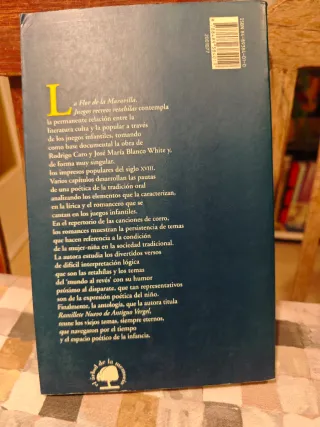 La Flor de la Maravilla.
Juegos recreos retahílas contempla
la permanente relación entre la
literatura culta y la popular a través
de los juegos infantiles, tomando
como base documental la obra de
Rodrigo Caro y José María Blanco White y,
de forma muy singular,
los impresos populares del siglo XVIII.
Varios capítulos desarrollan las pautas
de una poética de la tradición oral
analizando los elementos que la caracterizan,
en la lírica y el romancero que se
cantan en los juegos infantiles.
En el repertorio de las canciones de corro,
los romances muestran la persistencia de temas
que hacen referencia a la condición
de la mujer-niña en la sociedad tradicional.
La autora estudia los divertidos versos
de difícil interpretación lógica
que son las retahílas y los temas
del 'mundo al revés' con su humor
próximo al disparate, que tan representativos
son de la expresión poética del niño.
Finalmente, la antología, que la autora titula
Ramillete Nuevo de Antiguo Vergel,
reúne los viejos temas, siempre eternos,
que navegaron por el tiempo
y el espacio poético de la infancia.
el árbol de la memoria